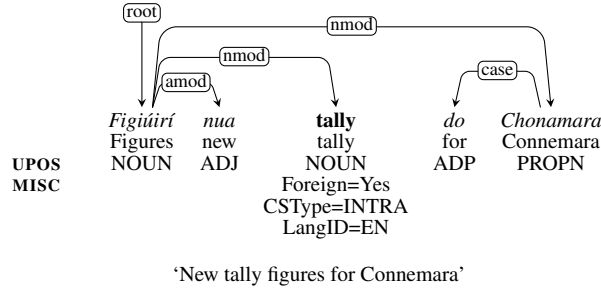 root
nmod
nmod
amod
case
Figiúirí nua tally do Chonamara
Figures new tally for Connemara
UPOS NOUN ADJ NOUN ADP PROPN
MISC Foreign=Yes
CSType=INTRA
LangID=EN
‘New tally figures for Connemara’